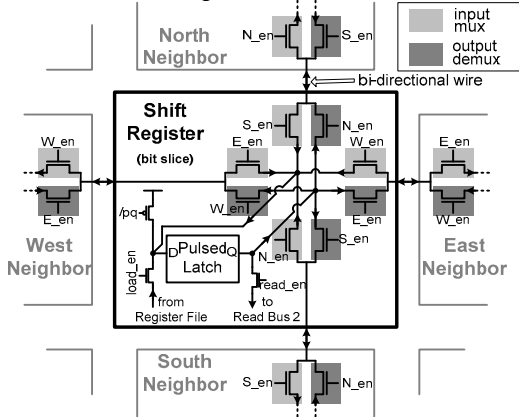 North
Neighbor
N_en
S_en
input
mux
output
demux
bi-directional wire
Shift
Register
(bit slice)
S_en
N_en
W_en
E_en
W_en
E_en
E_en
W_en
E_en
W_en
/pq
West
Neighbor
East
Neighbor
D Pulsed Q
Latch
N_en
S_en
load_en
read_en
from
Register File
to
Read Bus 2
South
Neighbor
S_en
N_en